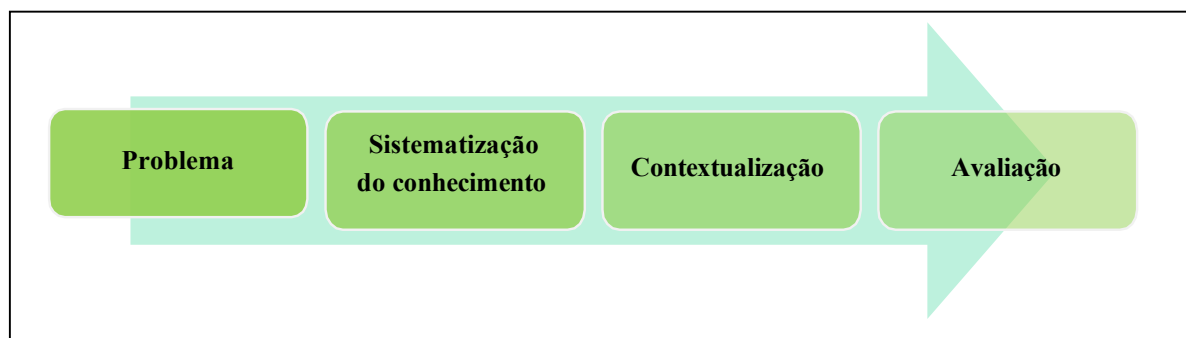 Problema
Sistematização
do conhecimento
Contextualização
Avaliação